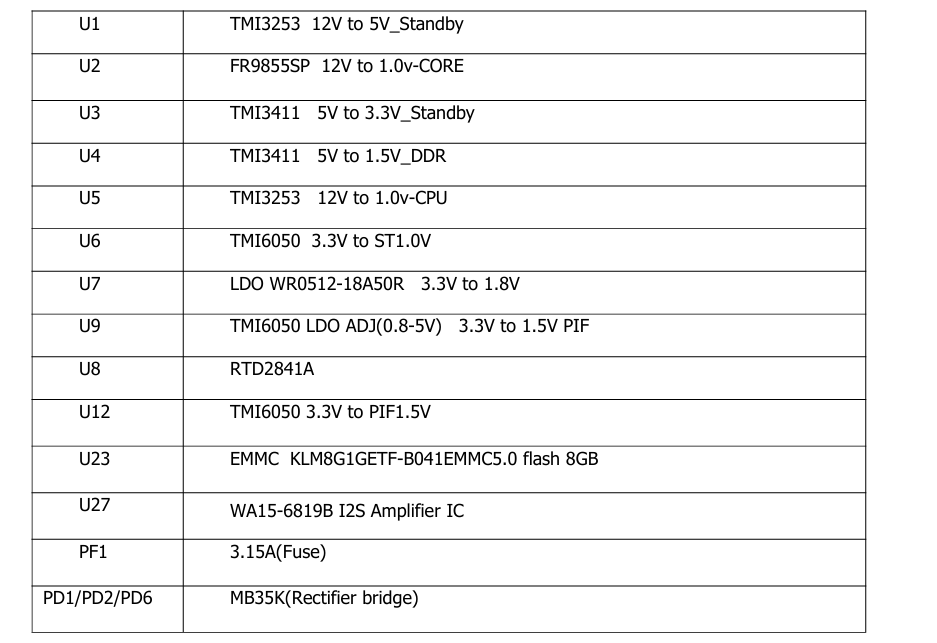 U1 TMI3253 12V to 5V_Standby
U2 FR9855SP 12V to 1.0v-CORE
U3 TMI3411 5V to 3.3V_Standby
U4 TMI3411 5V to 1.5V_DDR
U5 TMI3253 12V to 1.0v-CPU
U6 TMI6050 3.3V to ST1.0V
U7 LDO WR0512-18A50R 3.3V to 1.8V
U9 TMI6050 LDO ADJ(0.8-5V) 3.3V to 1.5V PIF
U8 RTD2841A
U12 TMI6050 3.3V to PIF1.5V
U23 EMMC KLM8G1GETF-B041EMMC5.0 flash 8GB
U27 WA15-6819B I2S Amplifier IC
PF1 3.15A(Fuse)
PD1/PD2/PD6 MB35K(Rectifier bridge)